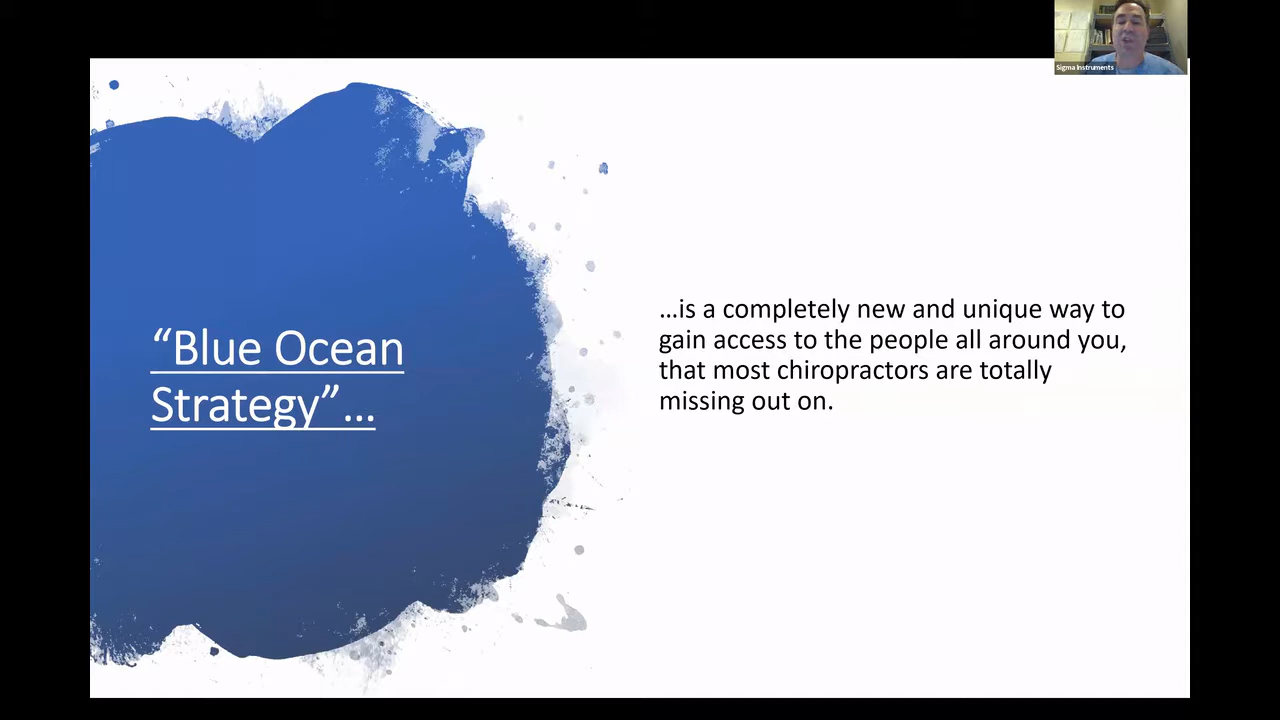 Sigma Instruments
“Blue Ocean
Strategy”...
...is a completely new and unique way to
gain access to the people all around you,
that most chiropractors are totally
missing out on.